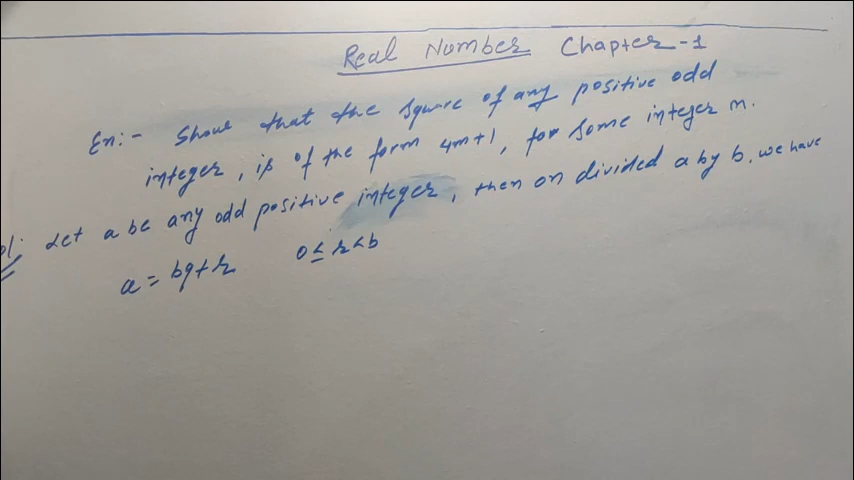 Real Number Chapter-1
Ex:- Show that the square of any positive odd
integer, is of the form 4m+1, for some integer m.
Sol: Let a be any odd positive integer, then on divided a by b, we have
a = bq+r 0≤r<b